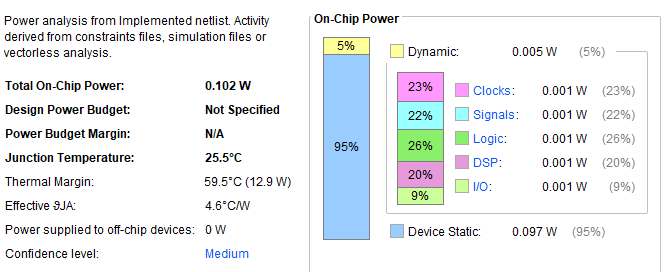 Power analysis from Implemented netlist. Activity
derived from constraints files, simulation files or
vectorless analysis.
Total On-Chip Power: 0.102 W
Design Power Budget: Not Specified
Power Budget Margin: N/A
Junction Temperature: 25.5°C
Thermal Margin: 59.5°C (12.9 W)
Effective ϑJA: 4.6°C/W
Power supplied to off-chip devices: 0 W
Confidence level: Medium
On-Chip Power
5%
95%
Dynamic: 0.005 W (5%)
23%
22%
26%
20%
9%
Clocks: 0.001 W (23%)
Signals: 0.001 W (22%)
Logic: 0.001 W (26%)
DSP: 0.001 W (20%)
I/O: 0.001 W (9%)
Device Static: 0.097 W (95%)